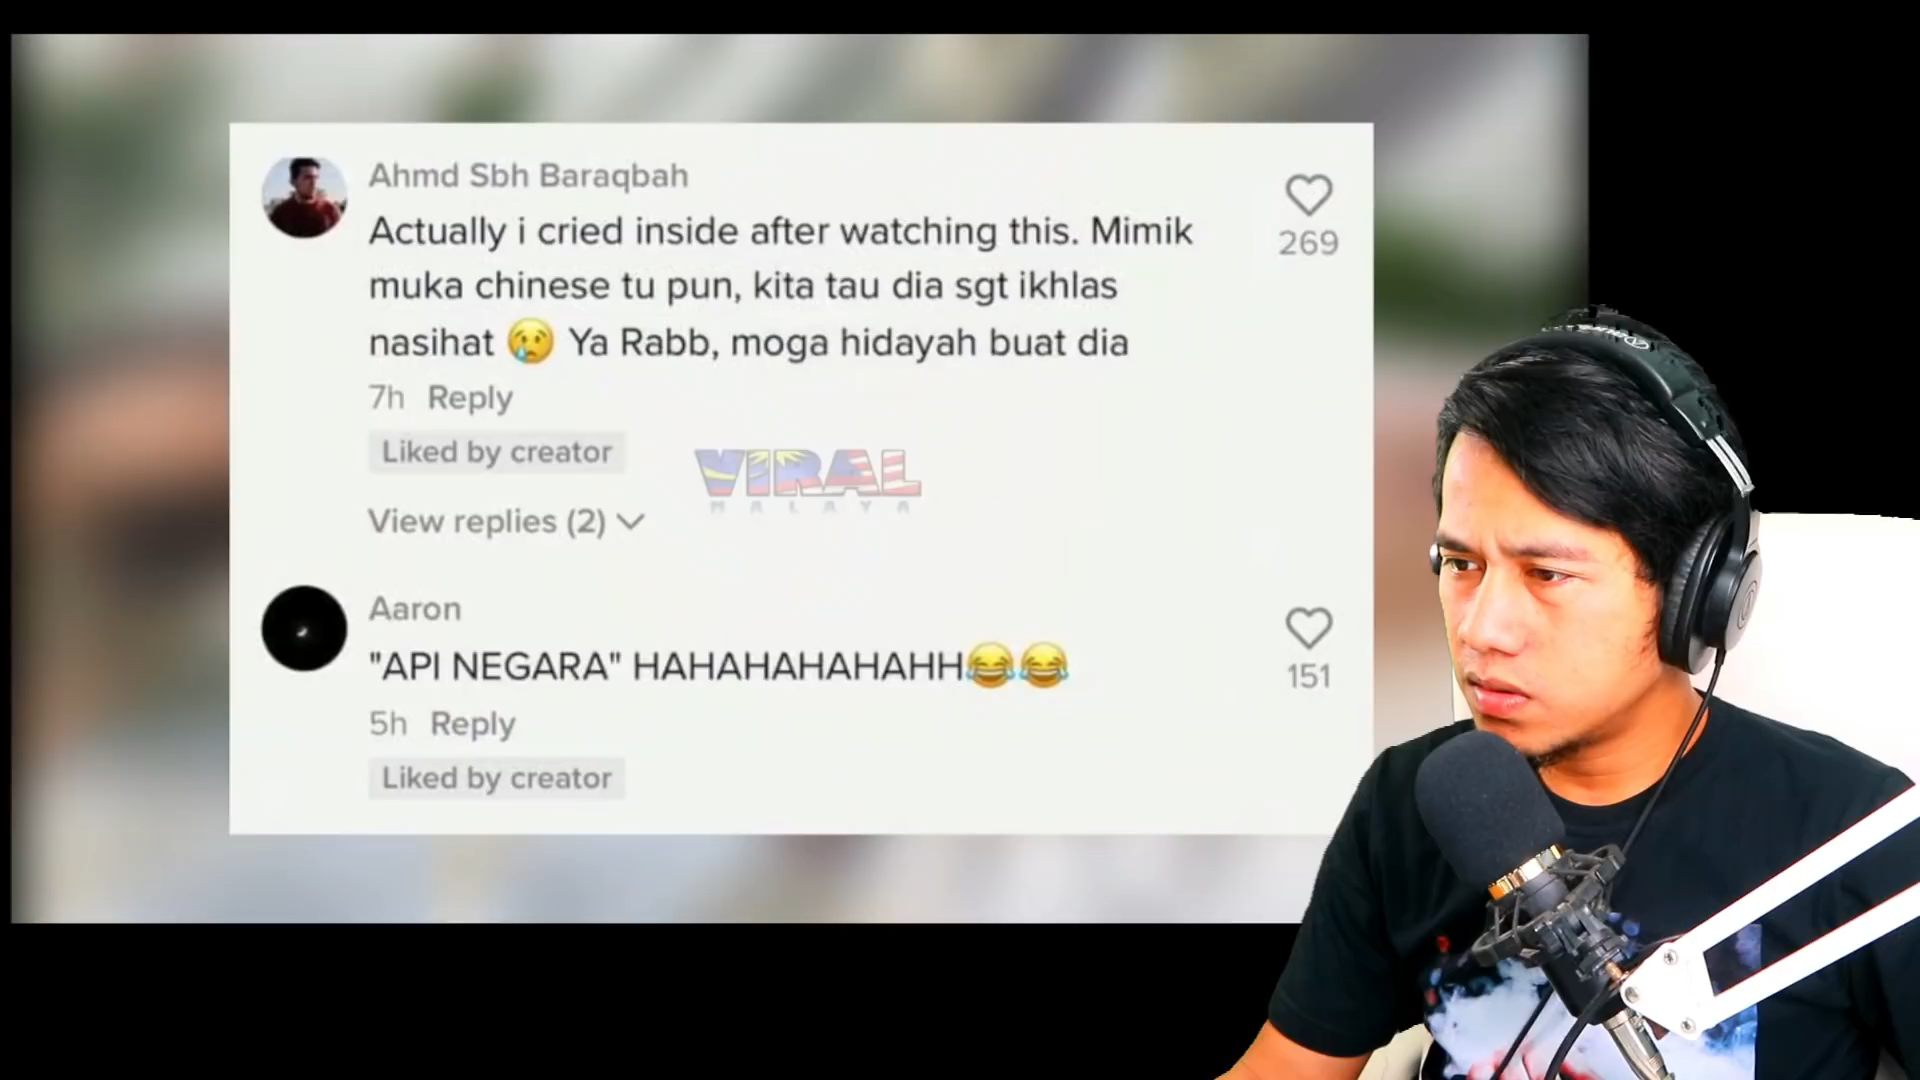 Ahmd Sbh Baraqbah
Actually i cried inside after watching this. Mimik
muka chinese tu pun, kita tau dia sgt ikhlas
nasihat 😢 Ya Rabb, moga hidayah buat dia
269
7h Reply
Liked by creator
View replies (2)
VIRAL
MALAYA
Aaron
"API NEGARA" HAHAHAHAHAHH😂😂
151
5h Reply
Liked by creator